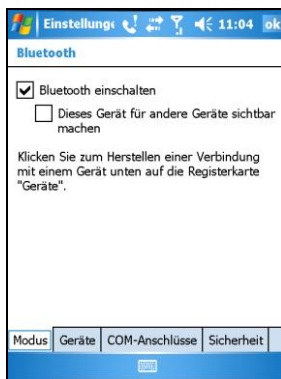 Einstellunge 11:04 ok
Bluetooth
Bluetooth einschalten
Dieses Gerät für andere Geräte sichtbar
machen
Klicken Sie zum Herstellen einer Verbindung
mit einem Gerät unten auf die Registerkarte
"Geräte".
Modus Geräte COM-Anschlüsse Sicherheit